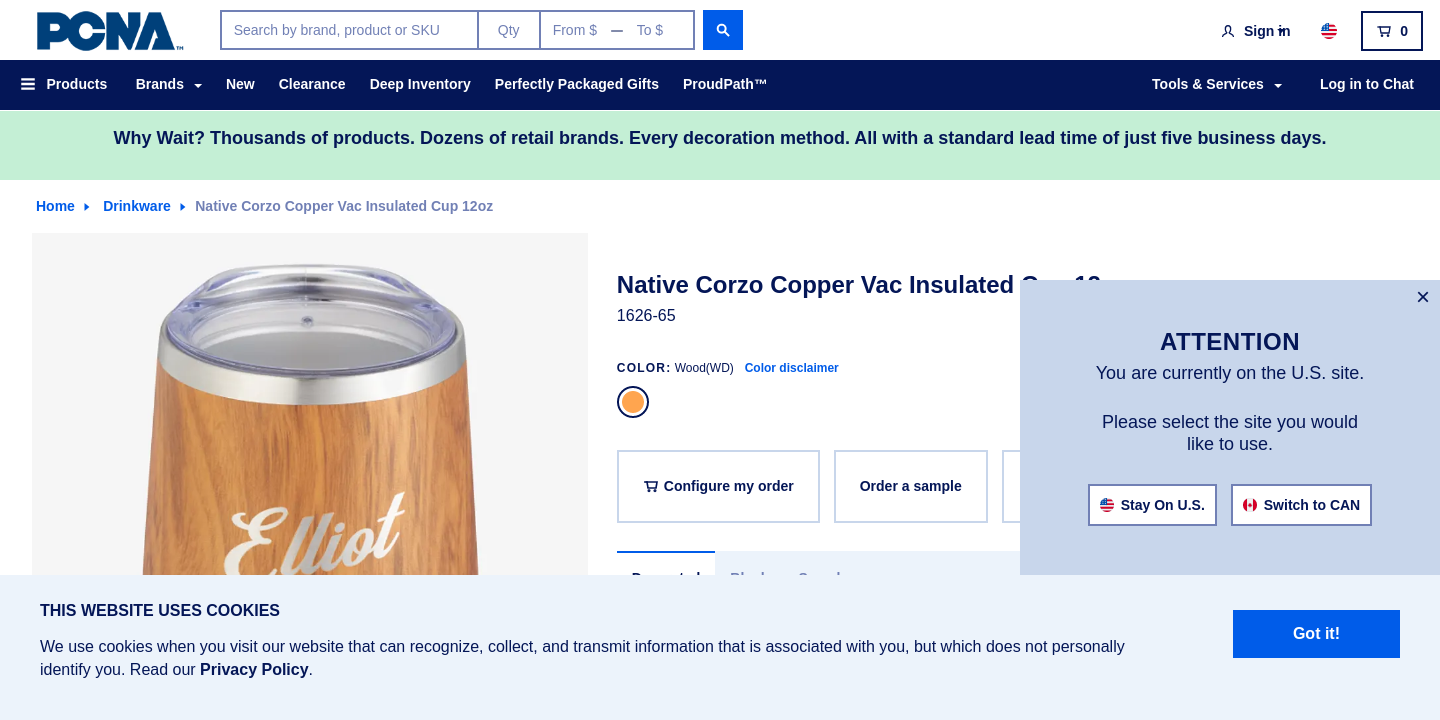 PCNA™
Search by brand, product or SKU
Qty
From $ — To $
Sign in
0
Products
Brands
New
Clearance
Deep Inventory
Perfectly Packaged Gifts
ProudPath™
Tools & Services
Log in to Chat
Why Wait? Thousands of products. Dozens of retail brands. Every decoration method. All with a standard lead time of just five business days.
Home
Drinkware
Native Corzo Copper Vac Insulated Cup 12oz
Native Corzo Copper Vac Insulated
1626-65
COLOR: Wood(WD) Color disclaimer
Configure my order
Order a sample
Elliot
×
ATTENTION
You are currently on the U.S. site.
Please select the site you would
like to use.
Stay On U.S.
Switch to CAN
THIS WEBSITE USES COOKIES
We use cookies when you visit our website that can recognize, collect, and transmit information that is associated with you, but which does not personally
identify you. Read our Privacy Policy.
Got it!